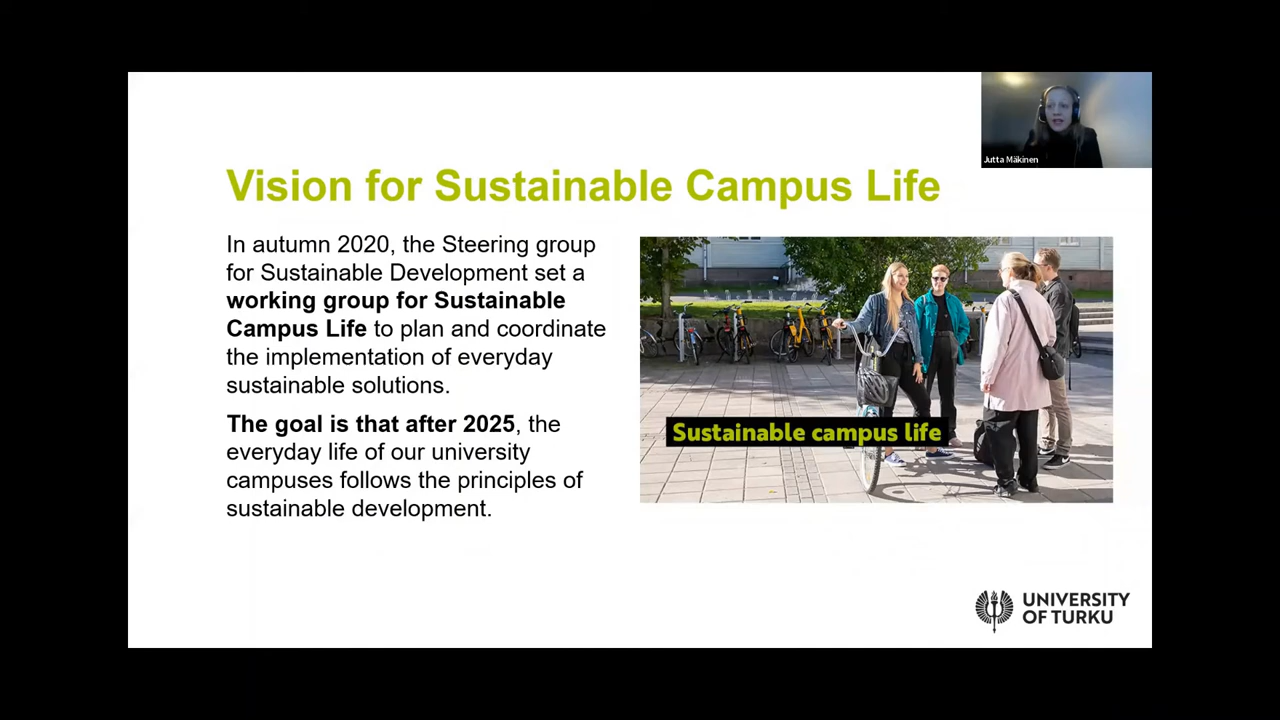 Jutta Mäkinen
Vision for Sustainable Campus Life
In autumn 2020, the Steering group
for Sustainable Development set a
working group for Sustainable
Campus Life to plan and coordinate
the implementation of everyday
sustainable solutions.
The goal is that after 2025, the
everyday life of our university
campuses follows the principles of
sustainable development.
Sustainable campus life
UNIVERSITY
OF TURKU